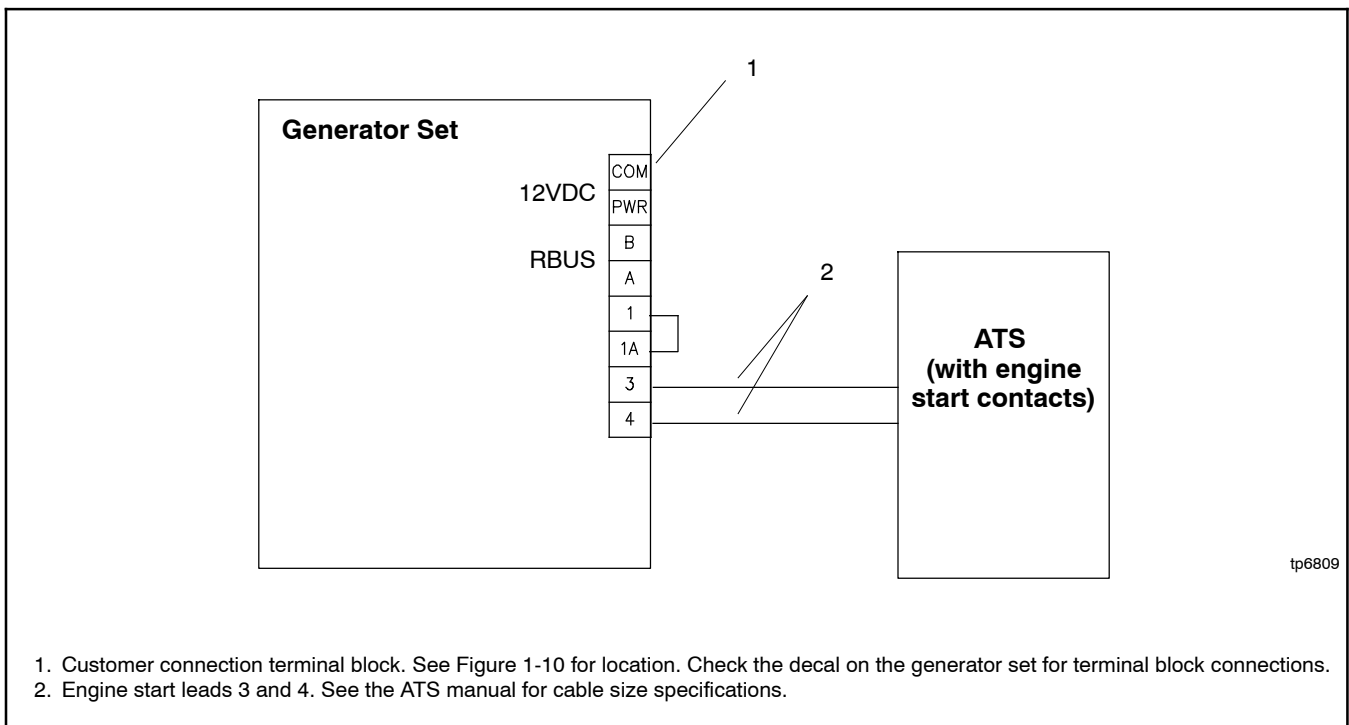 1
Generator Set
COM
12VDC
PWR
B
RBUS
A
2
1
1A
ATS
(with engine
start contacts)
3
4
tp6809
1. Customer connection terminal block. See Figure 1-10 for location. Check the decal on the generator set for terminal block connections.
2. Engine start leads 3 and 4. See the ATS manual for cable size specifications.